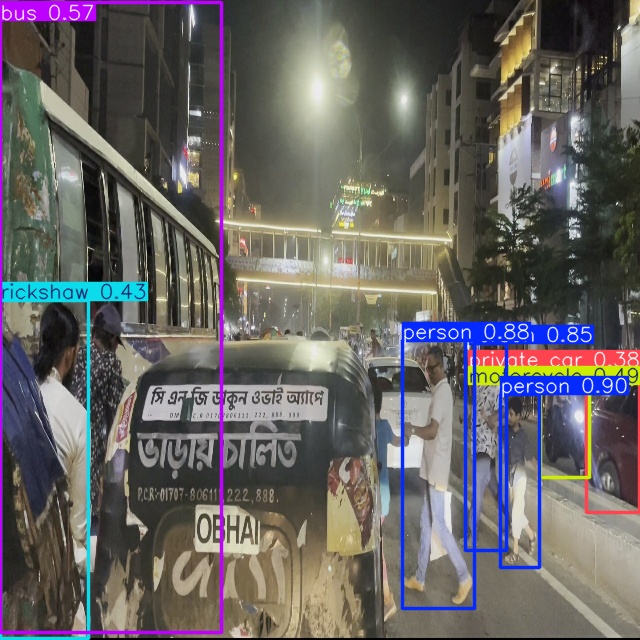 bus 0.57
rickshaw 0.43
person 0.88
0.85
private car 0.38
motorcycle 0.49
person 0.90
সি এন জি ডাকুন ওভাই অ্যাপে
ভাড়ায় চালিত
OBHAI